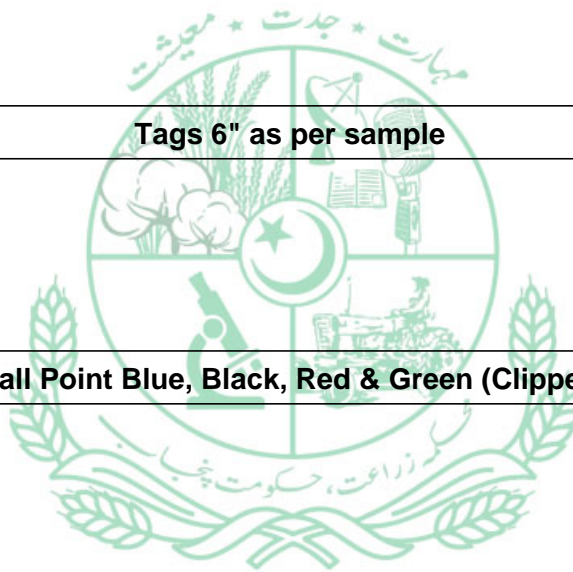 مہارت ★ جدت ★ معیشت
Tags 6" as per sample
all Point Blue, Black, Red & Green (Clippe
محکمہ زراعت، حکومت پنجاب